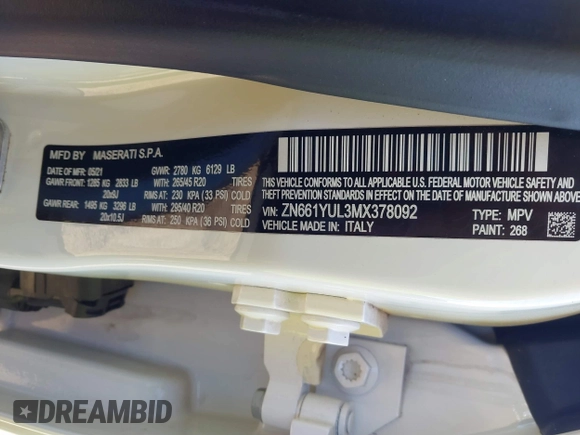 MFD BY MASERATI S.P.A.
DATE OF MFR: 05/21 GVWR: 2780 KG 6129 LB
GAWR FRONT: 1285 KG 2833 LB WITH: 265/45 R20 TIRES
20x9J RIMS AT: 230 KPA (33 PSI) COLD
GAWR REAR: 1495 KG 3296 LB WITH: 295/40 R20 TIRES
20x10.5J RIMS AT: 250 KPA (36 PSI) COLD
THIS VEHICLE CONFORMS TO ALL APPLICABLE U.S. FEDERAL MOTOR VEHICLE SAFETY AND
THEFT PREVENTION STANDARDS IN EFFECT ON THE DATE OF MANUFACTURE SHOWN ABOVE.
VIN: ZN661YUL3MX378092 TYPE: MPV
VEHICLE MADE IN: ITALY PAINT: 268
DREAMBID